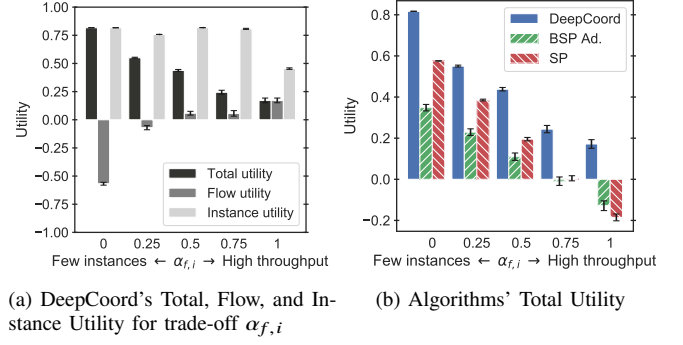 1.00
0.75
0.50
0.25
0.00
−0.25
−0.50
−0.75
−1.00
Utility
Total utility
Flow utility
Instance utility
0 0.25 0.5 0.75 1
Few instances ← α_{f,i} → High throughput
(a) DeepCoord's Total, Flow, and In-
stance Utility for trade-off α_{f,i}
0.8
0.6
0.4
0.2
0.0
−0.2
Utility
DeepCoord
BSP Ad.
SP
0 0.25 0.5 0.75 1
Few instances ← α_{f,i} → High throughput
(b) Algorithms' Total Utility